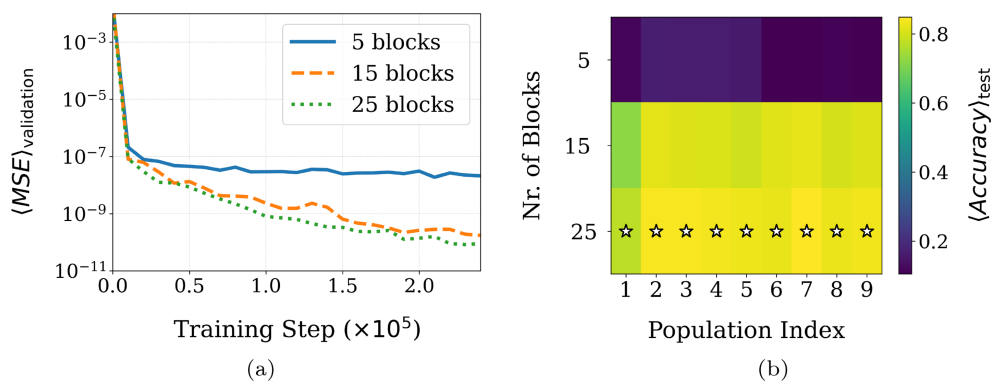 ⟨MSE⟩validation
10⁻³
10⁻⁵
10⁻⁷
10⁻⁹
10⁻¹¹
5 blocks
15 blocks
25 blocks
0.0 0.5 1.0 1.5 2.0
Training Step (×10⁵)
(a)
Nr. of Blocks
5
15
25
1 2 3 4 5 6 7 8 9
Population Index
0.8
0.6
0.4
0.2
⟨Accuracy⟩test
(b)